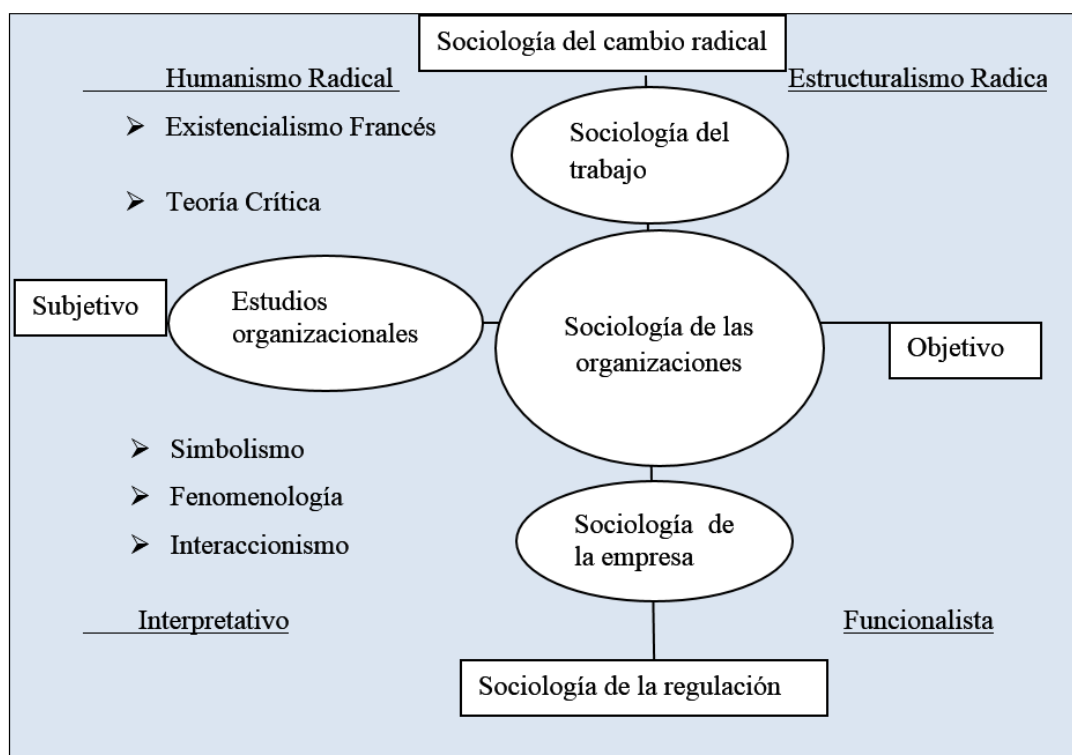 Sociología del cambio radical
Humanismo Radical
Estructuralismo Radica
➢ Existencialismo Francés
Sociología del
trabajo
➢ Teoría Crítica
Subjetivo
Estudios
organizacionales
Sociología de las
organizaciones
Objetivo
➢ Simbolismo
➢ Fenomenología
➢ Interaccionismo
Sociología de
la empresa
Interpretativo
Funcionalista
Sociología de la regulación